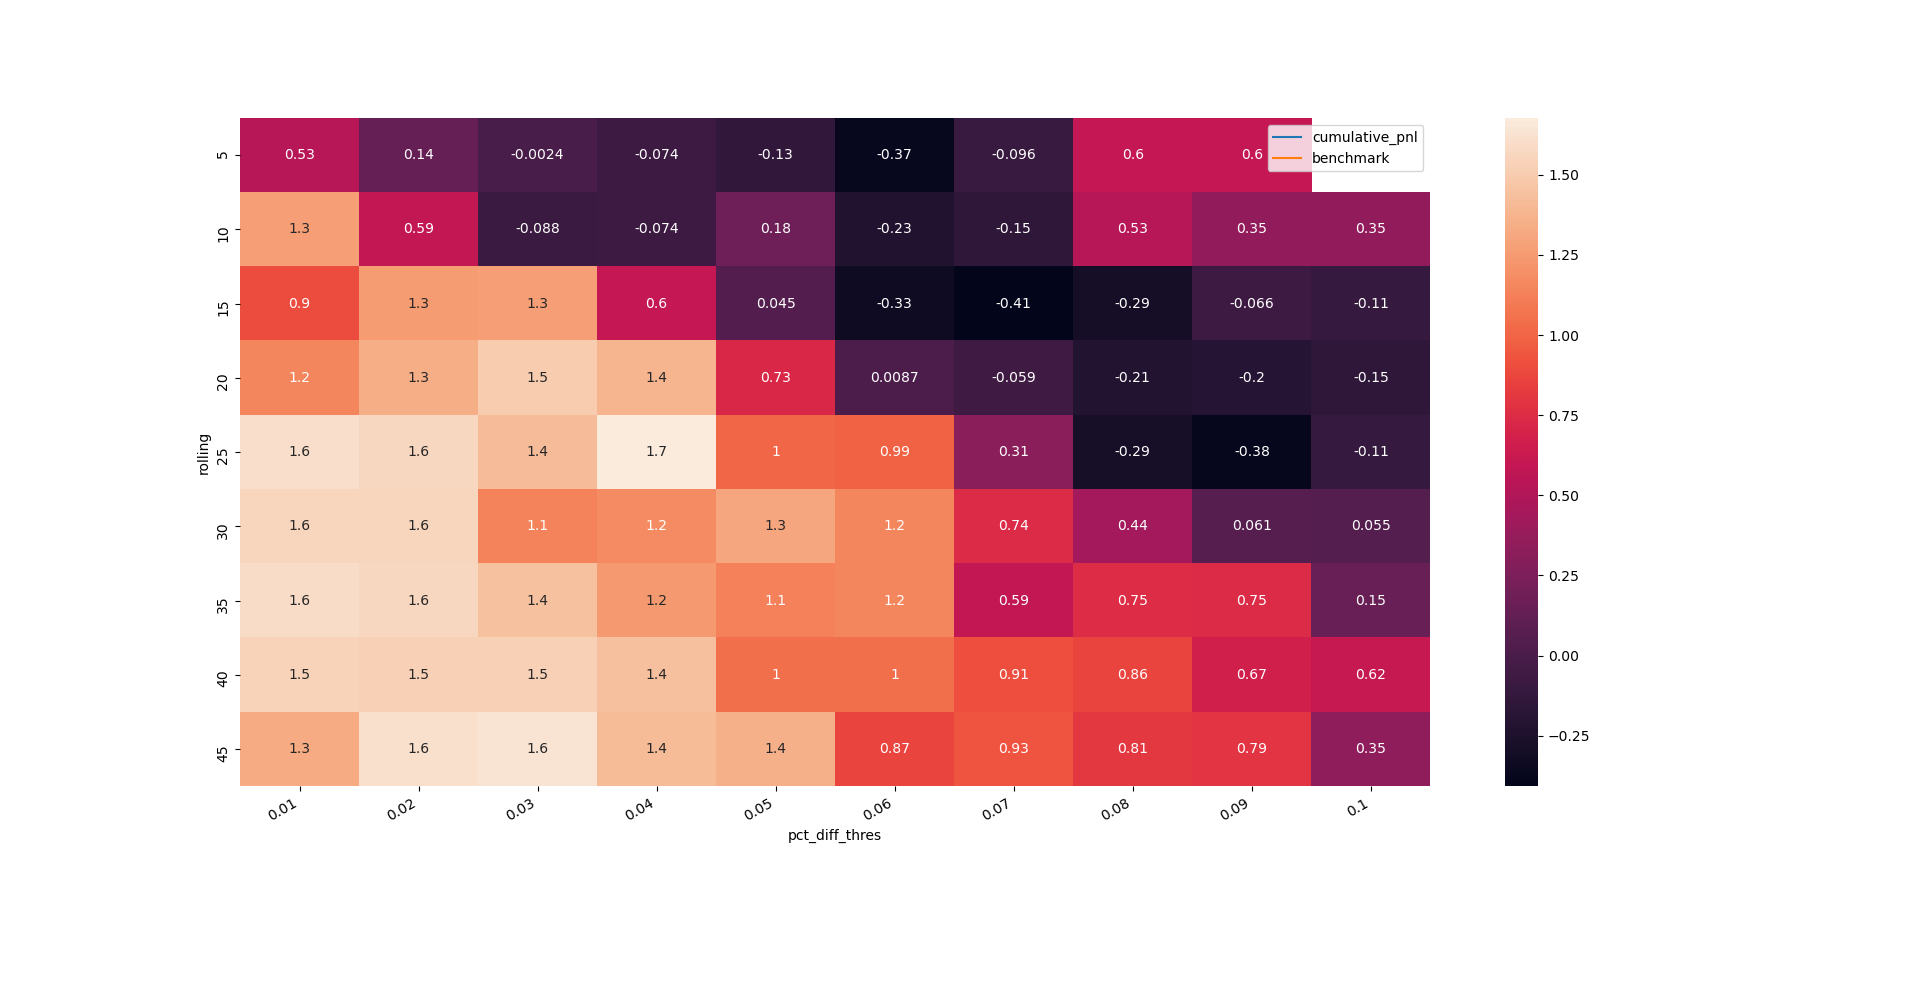 cumulative_pnl
benchmark
5 0.53 0.14 -0.0024 -0.074 -0.13 -0.37 -0.096 0.6 0.6
10 1.3 0.59 -0.088 -0.074 0.18 -0.23 -0.15 0.53 0.35 0.35
15 0.9 1.3 1.3 0.6 0.045 -0.33 -0.41 -0.29 -0.066 -0.11
20 1.2 1.3 1.5 1.4 0.73 0.0087 -0.059 -0.21 -0.2 -0.15
25 1.6 1.6 1.4 1.7 1 0.99 0.31 -0.29 -0.38 -0.11
30 1.6 1.6 1.1 1.2 1.3 1.2 0.74 0.44 0.061 0.055
35 1.6 1.6 1.4 1.2 1.1 1.2 0.59 0.75 0.75 0.15
40 1.5 1.5 1.5 1.4 1 1 0.91 0.86 0.67 0.62
45 1.3 1.6 1.6 1.4 1.4 0.87 0.93 0.81 0.79 0.35
rolling
0.01 0.02 0.03 0.04 0.05 0.06 0.07 0.08 0.09 0.1
pct_diff_thres
1.50
1.25
1.00
0.75
0.50
0.25
0.00
−0.25